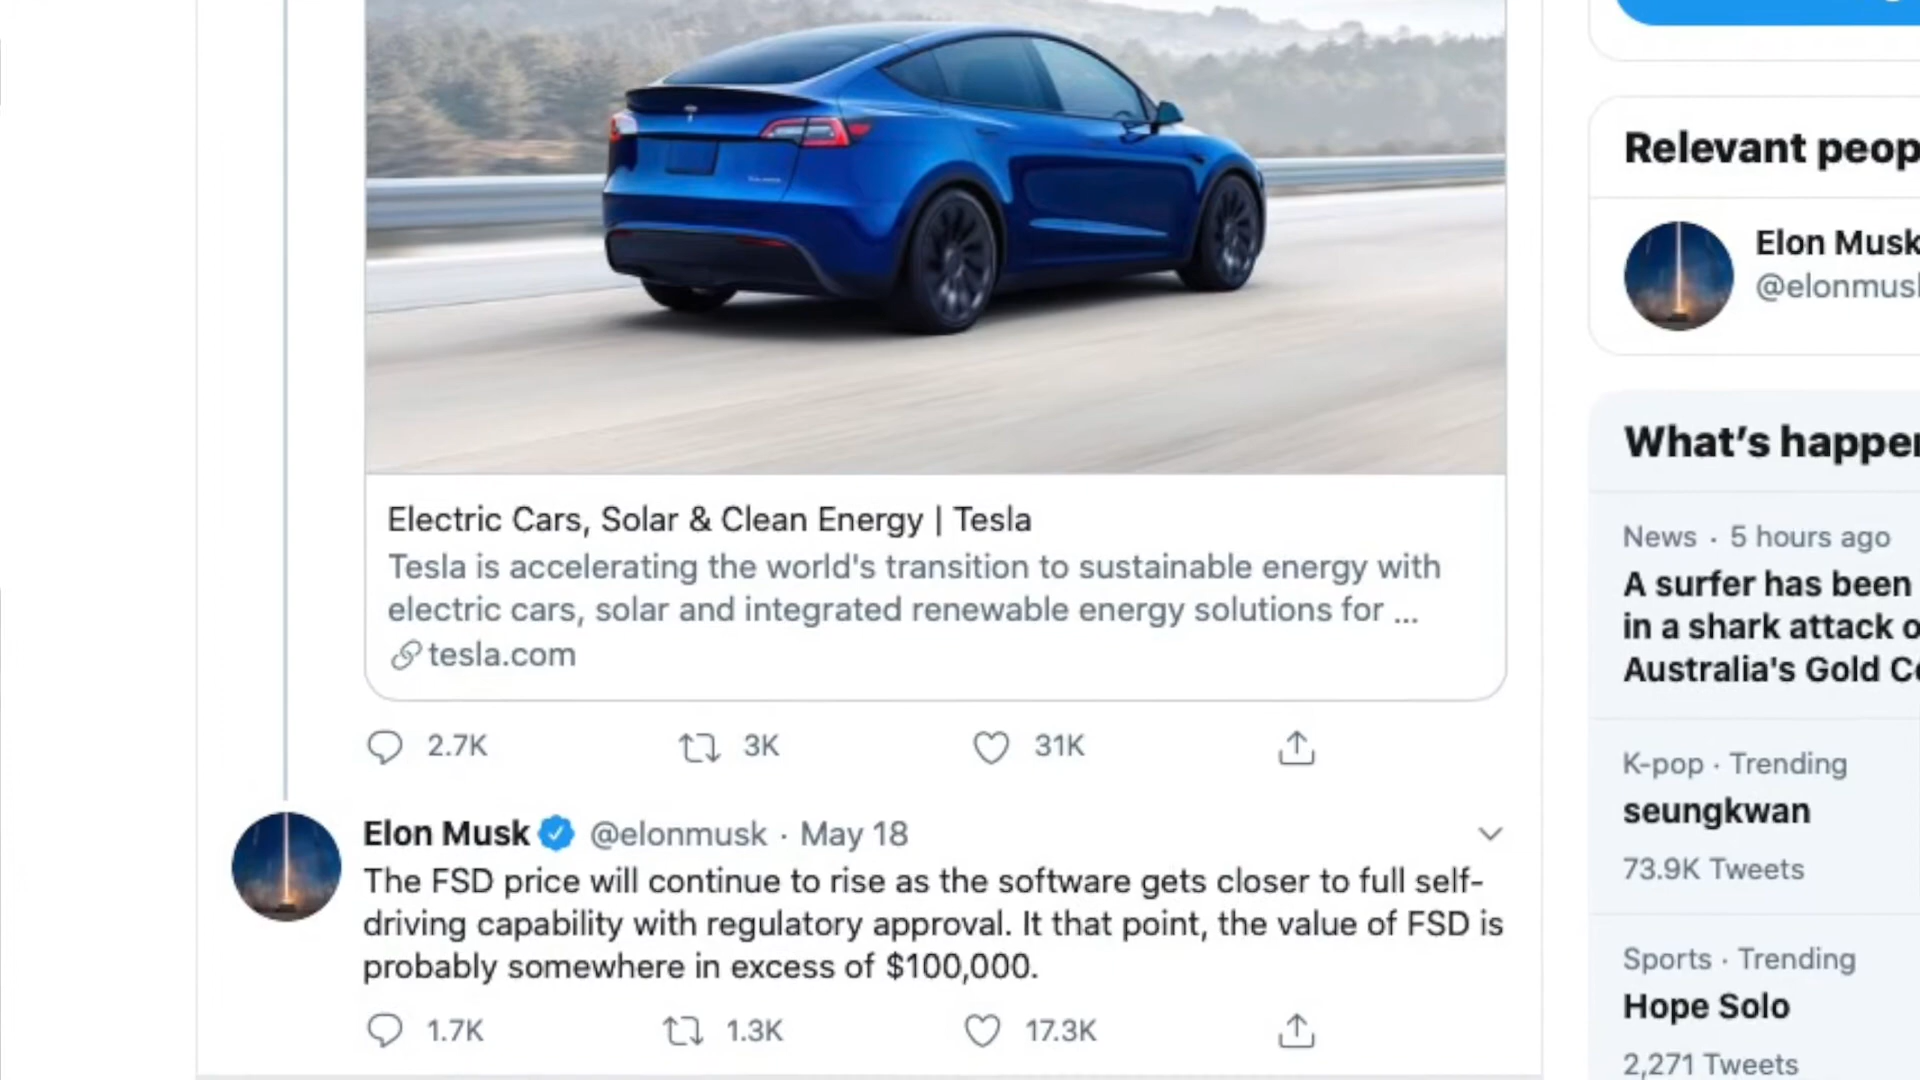 Electric Cars, Solar & Clean Energy | Tesla
Tesla is accelerating the world's transition to sustainable energy with
electric cars, solar and integrated renewable energy solutions for ...
tesla.com
2.7K 3K 31K
Elon Musk @elonmusk · May 18
The FSD price will continue to rise as the software gets closer to full self-
driving capability with regulatory approval. It that point, the value of FSD is
probably somewhere in excess of $100,000.
1.7K 1.3K 17.3K
Relevant peop
Elon Musk
@elonmusk
What's happen
News · 5 hours ago
A surfer has been
in a shark attack o
Australia's Gold Co
K-pop · Trending
seungkwan
73.9K Tweets
Sports · Trending
Hope Solo
2,271 Tweets